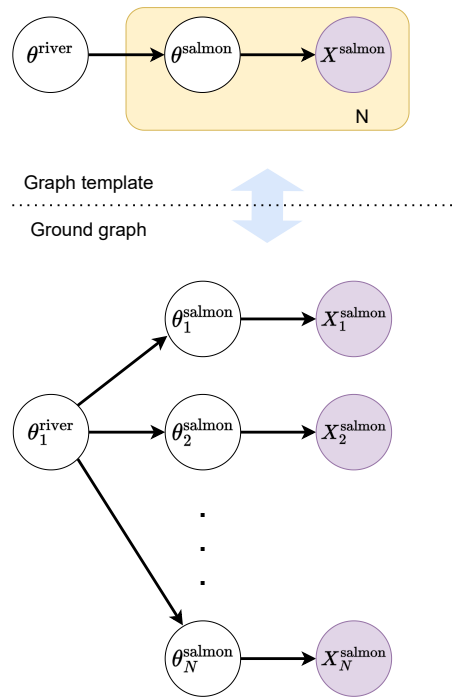 θ^river θ^salmon X^salmon
N
Graph template
Ground graph
θ_1^salmon X_1^salmon
θ_1^river θ_2^salmon X_2^salmon
.
.
.
θ_N^salmon X_N^salmon